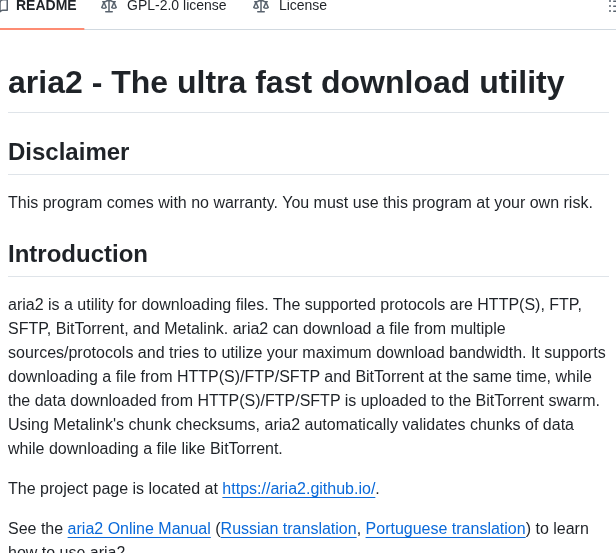 README GPL-2.0 license License
aria2 - The ultra fast download utility
Disclaimer
This program comes with no warranty. You must use this program at your own risk.
Introduction
aria2 is a utility for downloading files. The supported protocols are HTTP(S), FTP,
SFTP, BitTorrent, and Metalink. aria2 can download a file from multiple
sources/protocols and tries to utilize your maximum download bandwidth. It supports
downloading a file from HTTP(S)/FTP/SFTP and BitTorrent at the same time, while
the data downloaded from HTTP(S)/FTP/SFTP is uploaded to the BitTorrent swarm.
Using Metalink's chunk checksums, aria2 automatically validates chunks of data
while downloading a file like BitTorrent.
The project page is located at https://aria2.github.io/.
See the aria2 Online Manual (Russian translation, Portuguese translation) to learn
how to use aria2.